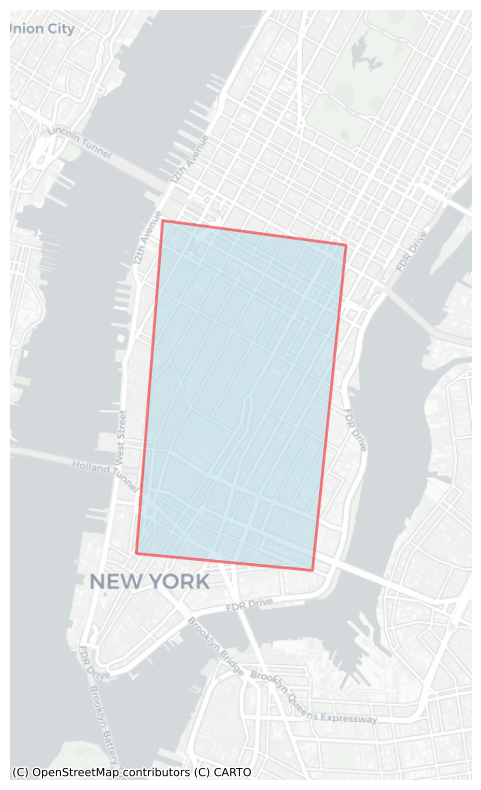 Union City
Lincoln Tunnel
12th Avenue
12th Avenue
FDR Drive
West Street
FDR Drive
Holland Tunnel
NEW YORK
FDR Drive
Brooklyn Bridge
FDR Drive
Brooklyn Queens Expressway
Brooklyn-Battery
(C) OpenStreetMap contributors (C) CARTO